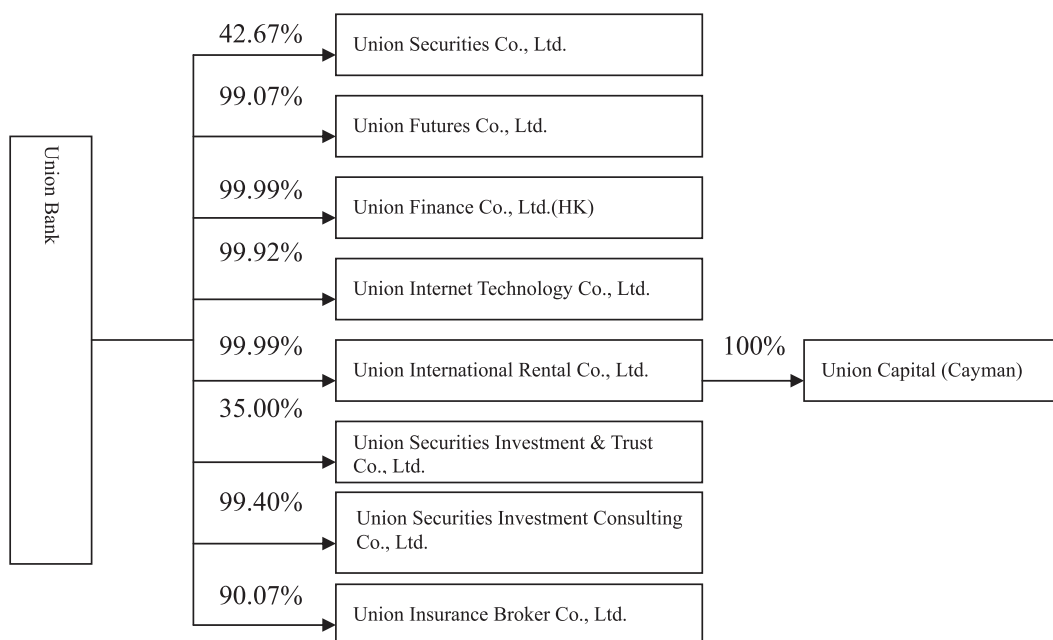 Union Bank
42.67%
Union Securities Co., Ltd.
99.07%
Union Futures Co., Ltd.
99.99%
Union Finance Co., Ltd.(HK)
99.92%
Union Internet Technology Co., Ltd.
99.99%
Union International Rental Co., Ltd.
100%
Union Capital (Cayman)
35.00%
Union Securities Investment & Trust
Co., Ltd.
99.40%
Union Securities Investment Consulting
Co., Ltd.
90.07%
Union Insurance Broker Co., Ltd.